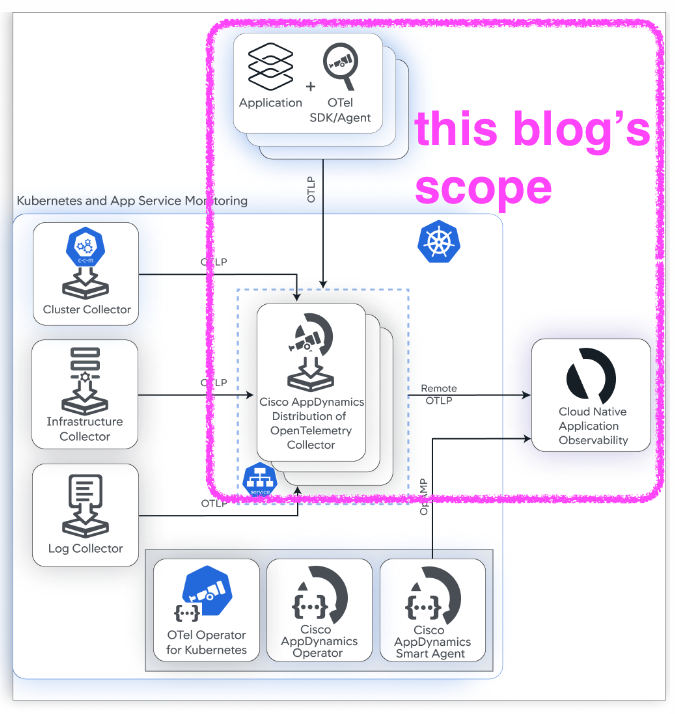 Application
+
OTel
SDK/Agent
this blog's
scope
OTLP
Kubernetes and App Service Monitoring
c-c-m
Cluster Collector
OTLP
Infrastructure
Collector
OTLP
Log Collector
OTLP
Cisco AppDynamics
Distribution of
OpenTelemetry
Collector
service
Remote
OTLP
Cloud Native
Application
Observability
OpAMP
{···}
OTel Operator
for Kubernetes
{···}
Cisco
AppDynamics
Operator
{···}
Cisco
AppDynamics
Smart Agent